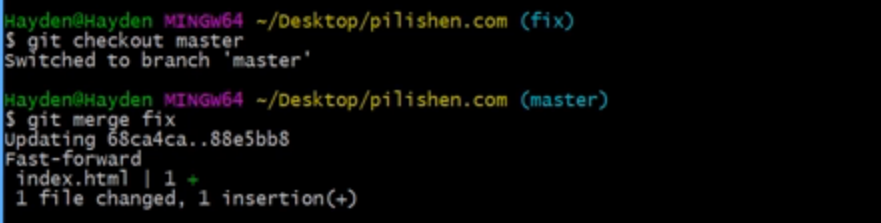 Hayden@Hayden MINGW64 ~/Desktop/pilishen.com (fix)
$ git checkout master
Switched to branch 'master'
Hayden@Hayden MINGW64 ~/Desktop/pilishen.com (master)
$ git merge fix
Updating 68ca4ca..88e5bb8
Fast-forward
 index.html | 1 +
 1 file changed, 1 insertion(+)